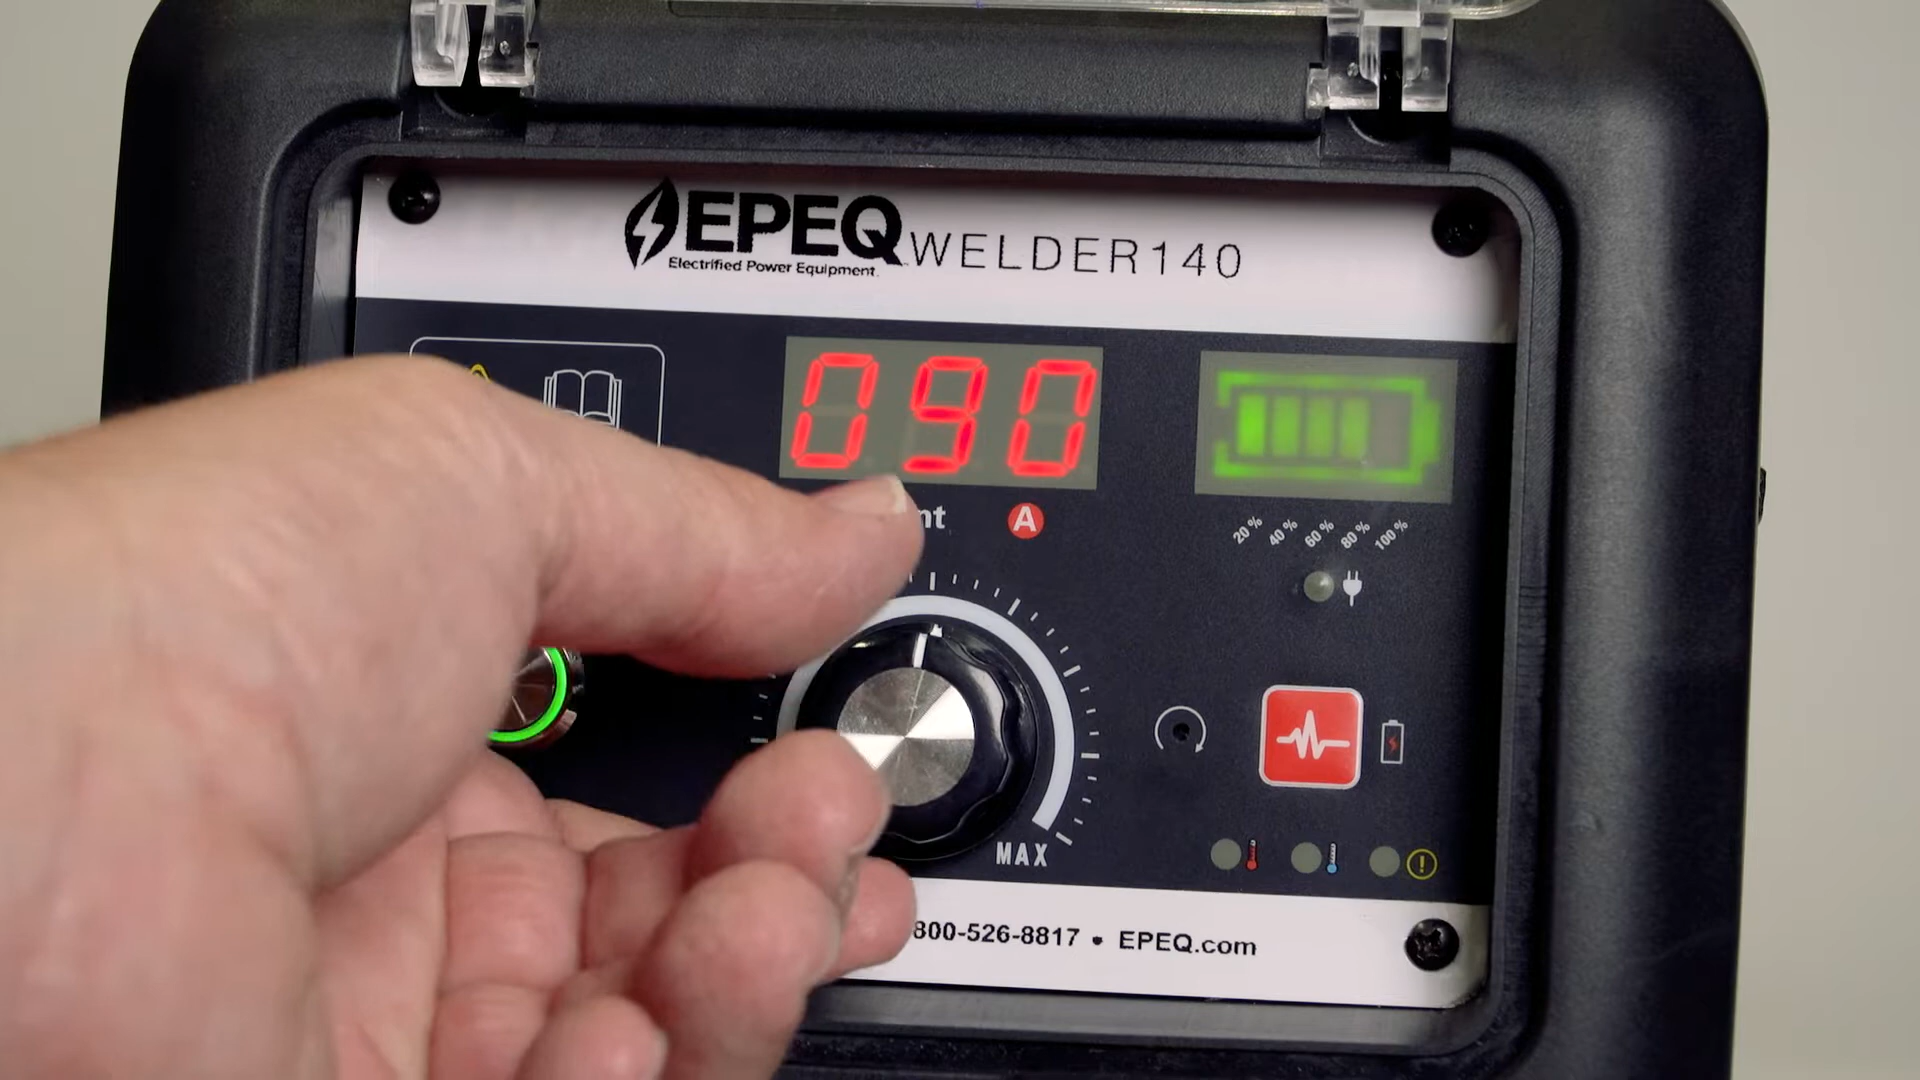 EPEQ WELDER140
Electrified Power Equipment
090
nt A
20% 40% 60% 80% 100%
MAX
800-526-8817 • EPEQ.com